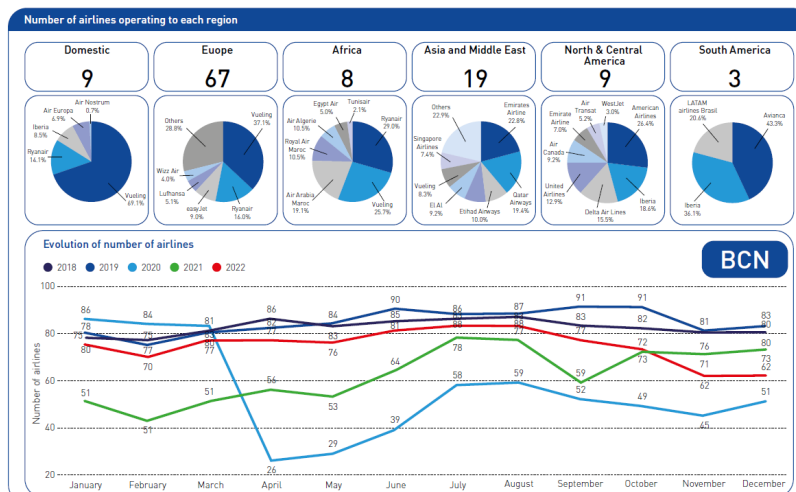 Number of airlines operating to each region
Domestic
9
Euope
67
Africa
8
Asia and Middle East
19
North & Central
America
9
South America
3
Air Nostrum
0.7%
Air Europa
6.9%
Iberia
8.5%
Ryanair
14.1%
Vueling
69.1%
Others
28.8%
Vueling
37.1%
Wizz Air
4.0%
Lufhansa
5.1%
easyJet
9.0%
Ryanair
16.0%
Egypt Air
5.0%
Tunisair
2.1%
Air Algerie
10.5%
Ryanair
29.0%
Royal Air
Maroc
10.5%
Air Arabia
Maroc
19.1%
Vueling
25.7%
Others
22.9%
Emirates
Airline
22.8%
Singapore
Airlines
7.4%
Vueling
8.3%
El Al
9.2%
Etihad Airways
10.0%
Qatar
Airways
19.4%
Air
Transat
5.2%
WestJet
3.0%
American
Airlines
26.4%
Emirate
Airline
7.0%
Air
Canada
9.2%
United
Airlines
12.9%
Delta Air Lines
15.5%
Iberia
18.6%
LATAM
airlines Brasil
20.6%
Avianca
43.3%
Iberia
36.1%
Evolution of number of airlines
BCN
2018 2019 2020 2021 2022
Number of airlines
100
80
60
40
20
86 84 81 86 84 90 86 87 91 91 81 83
78 77 82 85 83 82 76 80
75 77 83 81 88 77 72 71 80
80 70 77 76 64 78 59 73 62 73
51 51 51 56 53 58 59 52 49 45 62
26 29 39 51
January February March April May June July August September October November December